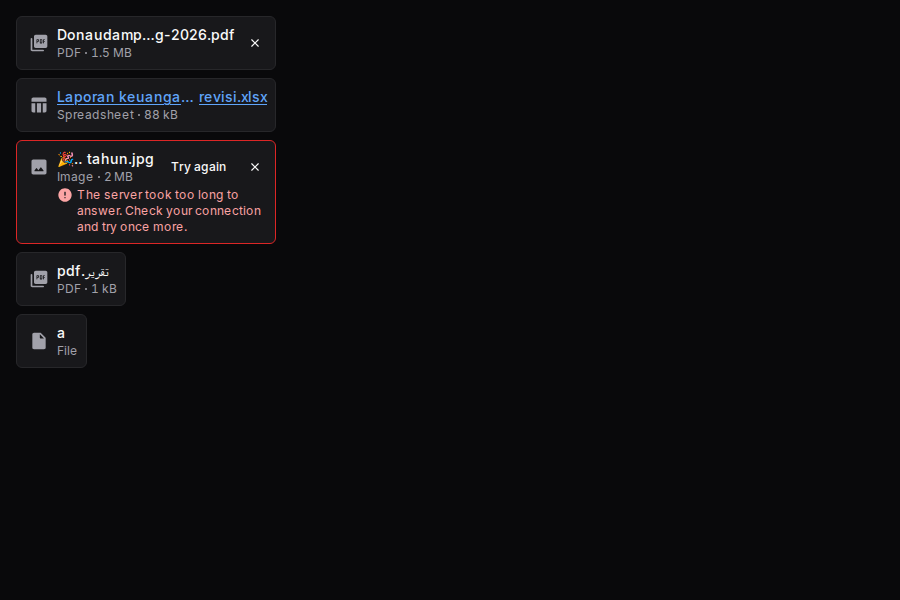 Donaudamp...g-2026.pdf
PDF · 1.5 MB
Laporan keuanga... revisi.xlsx
Spreadsheet · 88 kB
🎉.. tahun.jpg
Try again
Image · 2 MB
The server took too long to
answer. Check your connection
and try once more.
تقرير.pdf
PDF · 1 kB
a
File